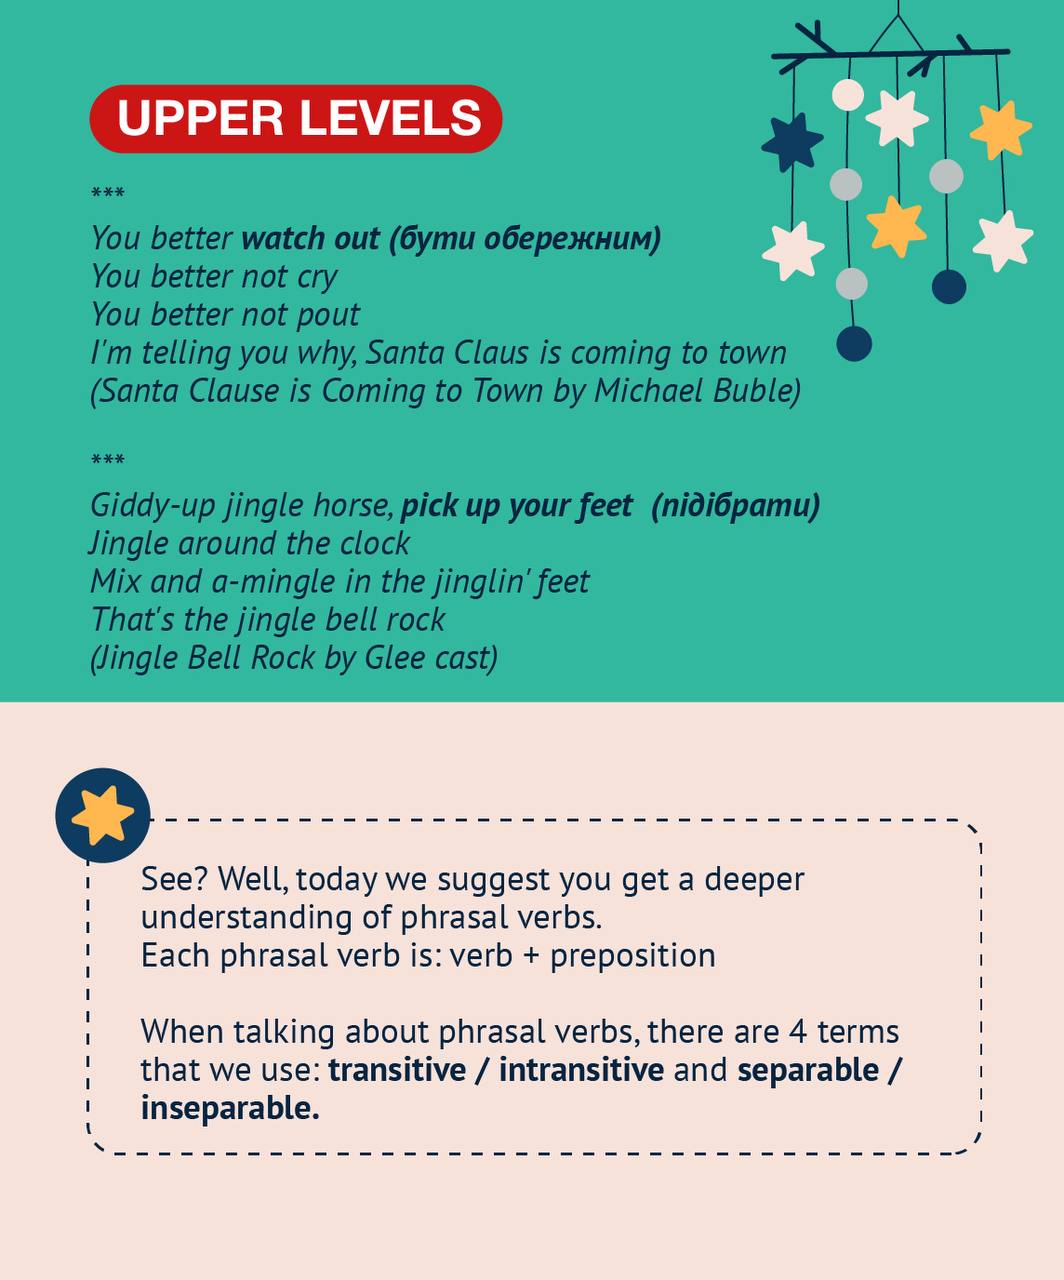 UPPER LEVELS
***
You better watch out (бути обережним)
You better not cry
You better not pout
I'm telling you why, Santa Claus is coming to town
(Santa Clause is Coming to Town by Michael Buble)
***
Giddy-up jingle horse, pick up your feet (підібрати)
Jingle around the clock
Mix and a-mingle in the jinglin' feet
That's the jingle bell rock
(Jingle Bell Rock by Glee cast)
See? Well, today we suggest you get a deeper
understanding of phrasal verbs.
Each phrasal verb is: verb + preposition
When talking about phrasal verbs, there are 4 terms
that we use: transitive / intransitive and separable /
inseparable.